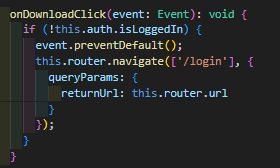 onDownloadClick(event: Event): void {
  if (!this.auth.isLoggedIn) {
    event.preventDefault();
    this.router.navigate(['/login'], {
      queryParams: {
        returnUrl: this.router.url
      }
    });
  }
}